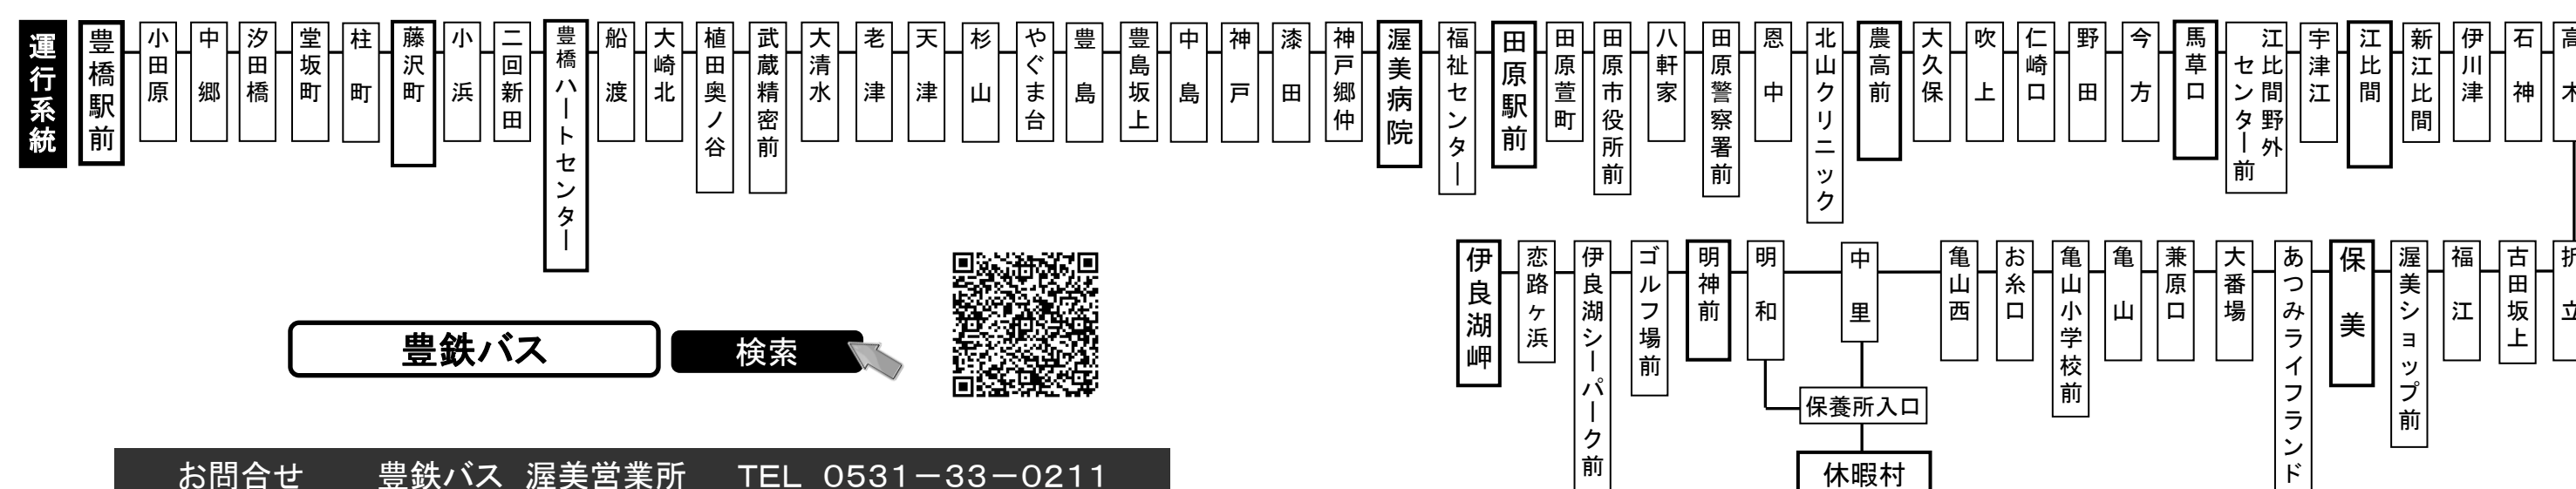 運行系統
豊橋駅前
小田原
中郷
汐田橋
堂坂町
柱町
藤沢町
小浜
二回新田
豊橋ハートセンター
船渡
大崎北
植田奥ノ谷
武蔵精密前
大清水
老津
天津
杉山
やぐま台
豊島
豊島坂上
中島
神戸
漆田
神戸郷仲
渥美病院
福祉センター
田原駅前
田原萱町
田原市役所前
八軒家
田原警察署前
恩中
北山クリニック
農高前
大久保
吹上
仁崎口
野田
今方
馬草口
江比間野外
センター前
宇津江
江比間
新江比間
伊川津
石神
高木
伊良湖岬
恋路ヶ浜
伊良湖シーパーク前
ゴルフ場前
明神前
明和
中里
亀山西
お糸口
亀山小学校前
亀山
兼原口
大番場
あつみライフランド
保美
渥美ショップ前
福江
古田坂上
折立
保養所入口
休暇村
豊鉄バス
検索
お問合せ 豊鉄バス 渥美営業所 TEL 0531－33－0211